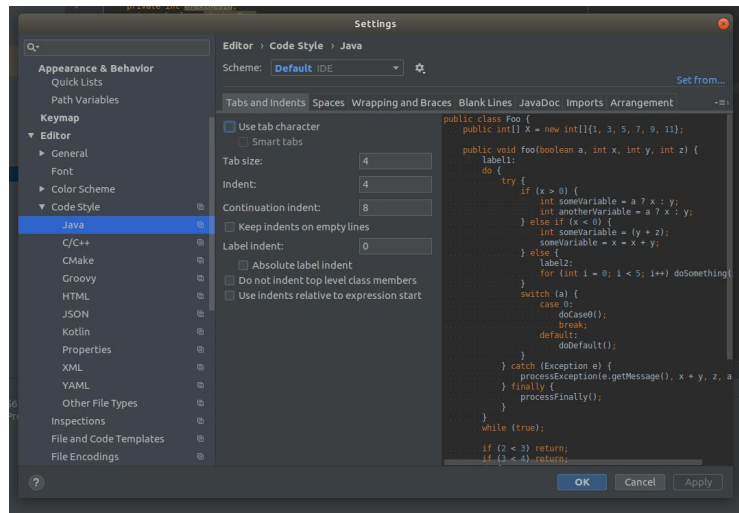 private int
Settings
Appearance & Behavior
Quick Lists
Path Variables
Keymap
Editor
General
Font
Color Scheme
Code Style
Java
C/C++
CMake
Groovy
HTML
JSON
Kotlin
Properties
XML
YAML
Other File Types
Inspections
File and Code Templates
File Encodings
Editor › Code Style › Java
Scheme: Default IDE
Set from...
Tabs and Indents Spaces Wrapping and Braces Blank Lines JavaDoc Imports Arrangement
Use tab character
Smart tabs
Tab size: 4
Indent: 4
Continuation indent: 8
Keep indents on empty lines
Label indent: 0
Absolute label indent
Do not indent top level class members
Use indents relative to expression start
public class Foo {
public int[] X = new int[]{1, 3, 5, 7, 9, 11};
public void foo(boolean a, int x, int y, int z) {
label1:
do {
try {
if (x > 0) {
int someVariable = a ? x : y;
int anotherVariable = a ? x : y;
} else if (x < 0) {
int someVariable = (y + z);
someVariable = x = x + y;
} else {
label2:
for (int i = 0; i < 5; i++) doSomething(
}
switch (a) {
case 0:
doCase0();
break;
default:
doDefault();
}
} catch (Exception e) {
processException(e.getMessage(), x + y, z, a
} finally {
processFinally();
}
}
while (true);
if (2 < 3) return;
if (3 < 4) return;
?
OK Cancel Apply